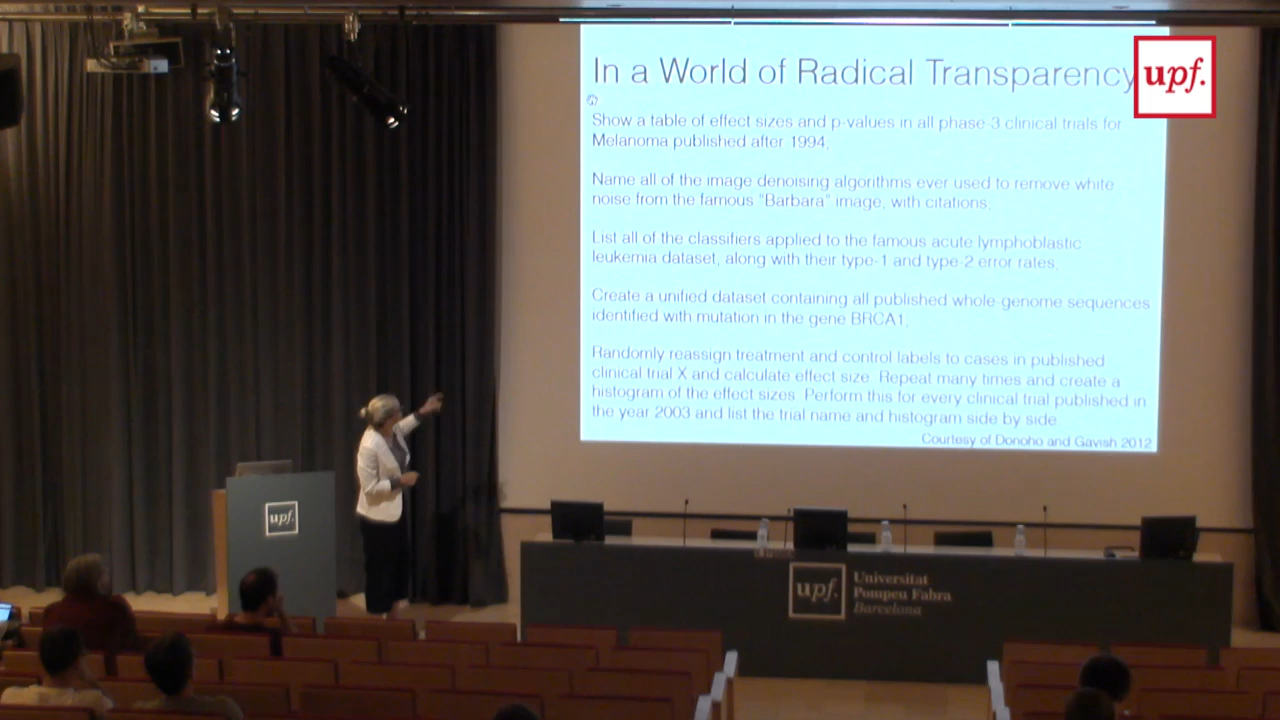 In a World of Radical Transparency
upf.
Show a table of effect sizes and p-values in all phase-3 clinical trials for
Melanoma published after 1994;
Name all of the image denoising algorithms ever used to remove white
noise from the famous "Barbara" image, with citations;
List all of the classifiers applied to the famous acute lymphoblastic
leukemia dataset, along with their type-1 and type-2 error rates;
Create a unified dataset containing all published whole-genome sequences
identified with mutation in the gene BRCA1;
Randomly reassign treatment and control labels to cases in published
clinical trial X and calculate effect size. Repeat many times and create a
histogram of the effect sizes. Perform this for every clinical trial published in
the year 2003 and list the trial name and histogram side by side.
Courtesy of Donoho and Gavish 2012
upf.
upf.
Universitat
Pompeu Fabra
Barcelona